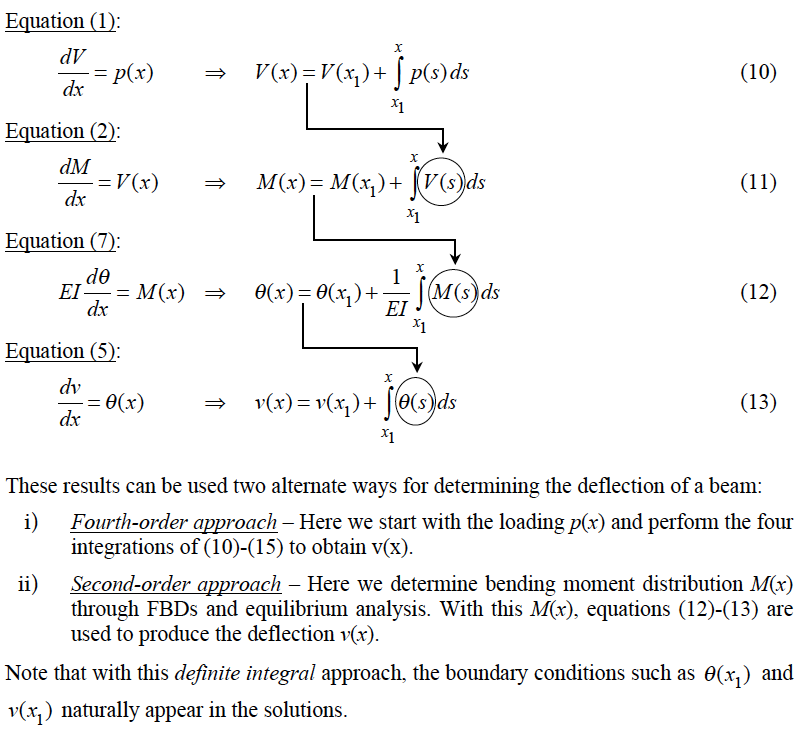 Equation (1):
dV/dx = p(x) ⇒ V(x) = V(x₁) + ∫_{x₁}^{x} p(s) ds (10)
Equation (2):
dM/dx = V(x) ⇒ M(x) = M(x₁) + ∫_{x₁}^{x} V(s) ds (11)
Equation (7):
EI dθ/dx = M(x) ⇒ θ(x) = θ(x₁) + 1/EI ∫_{x₁}^{x} M(s) ds (12)
Equation (5):
dv/dx = θ(x) ⇒ v(x) = v(x₁) + ∫_{x₁}^{x} θ(s) ds (13)
These results can be used two alternate ways for determining the deflection of a beam:
i) Fourth-order approach – Here we start with the loading p(x) and perform the four
integrations of (10)-(15) to obtain v(x).
ii) Second-order approach – Here we determine bending moment distribution M(x)
through FBDs and equilibrium analysis. With this M(x), equations (12)-(13) are
used to produce the deflection v(x).
Note that with this definite integral approach, the boundary conditions such as θ(x₁) and
v(x₁) naturally appear in the solutions.